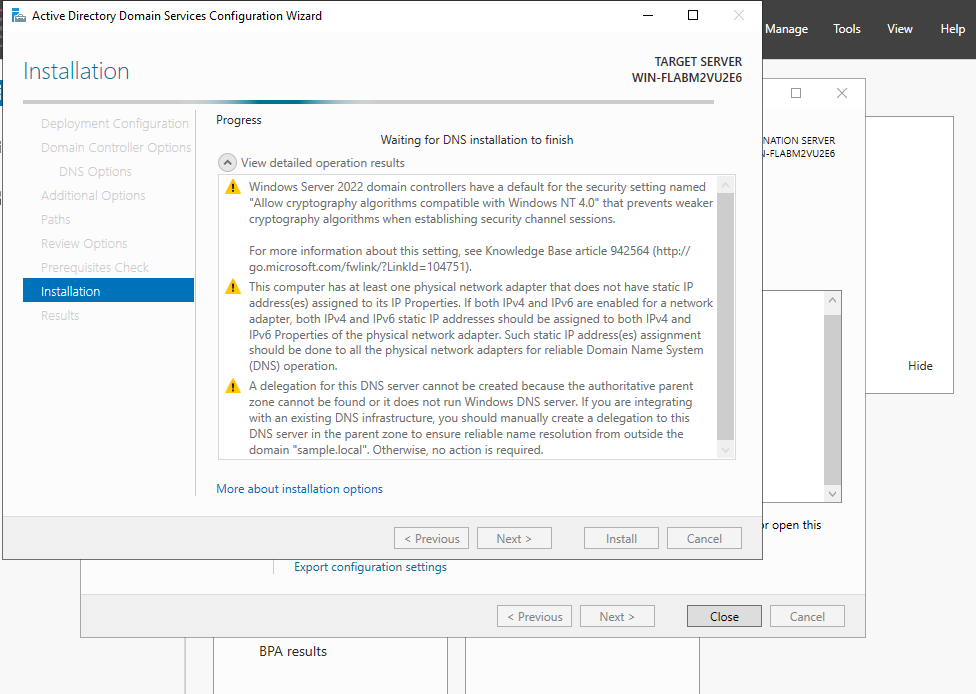 Active Directory Domain Services Configuration Wizard
Manage
Tools
View
Help
Installation
TARGET SERVER
WIN-FLABM2VU2E6
NATION SERVER
N-FLABM2VU2E6
Deployment Configuration
Domain Controller Options
DNS Options
Additional Options
Paths
Review Options
Prerequisites Check
Installation
Results
Progress
Waiting for DNS installation to finish
View detailed operation results
Windows Server 2022 domain controllers have a default for the security setting named
"Allow cryptography algorithms compatible with Windows NT 4.0" that prevents weaker
cryptography algorithms when establishing security channel sessions.
For more information about this setting, see Knowledge Base article 942564 (http://
go.microsoft.com/fwlink/?LinkId=104751).
This computer has at least one physical network adapter that does not have static IP
address(es) assigned to its IP Properties. If both IPv4 and IPv6 are enabled for a network
adapter, both IPv4 and IPv6 static IP addresses should be assigned to both IPv4 and
IPv6 Properties of the physical network adapter. Such static IP address(es) assignment
should be done to all the physical network adapters for reliable Domain Name System
(DNS) operation.
A delegation for this DNS server cannot be created because the authoritative parent
zone cannot be found or it does not run Windows DNS server. If you are integrating
with an existing DNS infrastructure, you should manually create a delegation to this
DNS server in the parent zone to ensure reliable name resolution from outside the
domain "sample.local". Otherwise, no action is required.
More about installation options
< Previous
Next >
Install
Cancel
Hide
or open this
Export configuration settings
< Previous
Next >
Close
Cancel
BPA results